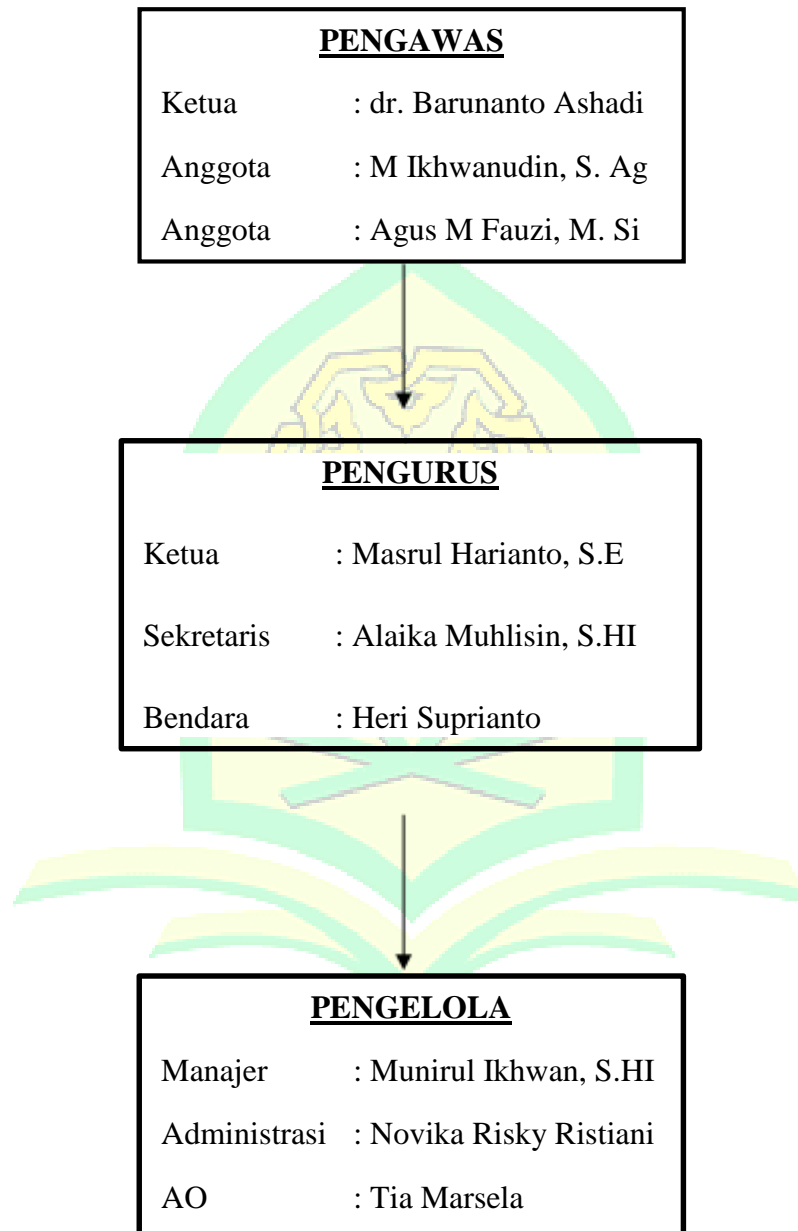 PENGAWAS
Ketua : dr. Barunanto Ashadi
Anggota : M Ikhwanudin, S. Ag
Anggota : Agus M Fauzi, M. Si
PENGURUS
Ketua : Masrul Harianto, S.E
Sekretaris : Alaika Muhlisin, S.HI
Bendara : Heri Suprianto
PENGELOLA
Manajer : Munirul Ikhwan, S.HI
Administrasi : Novika Risky Ristiani
AO : Tia Marsela